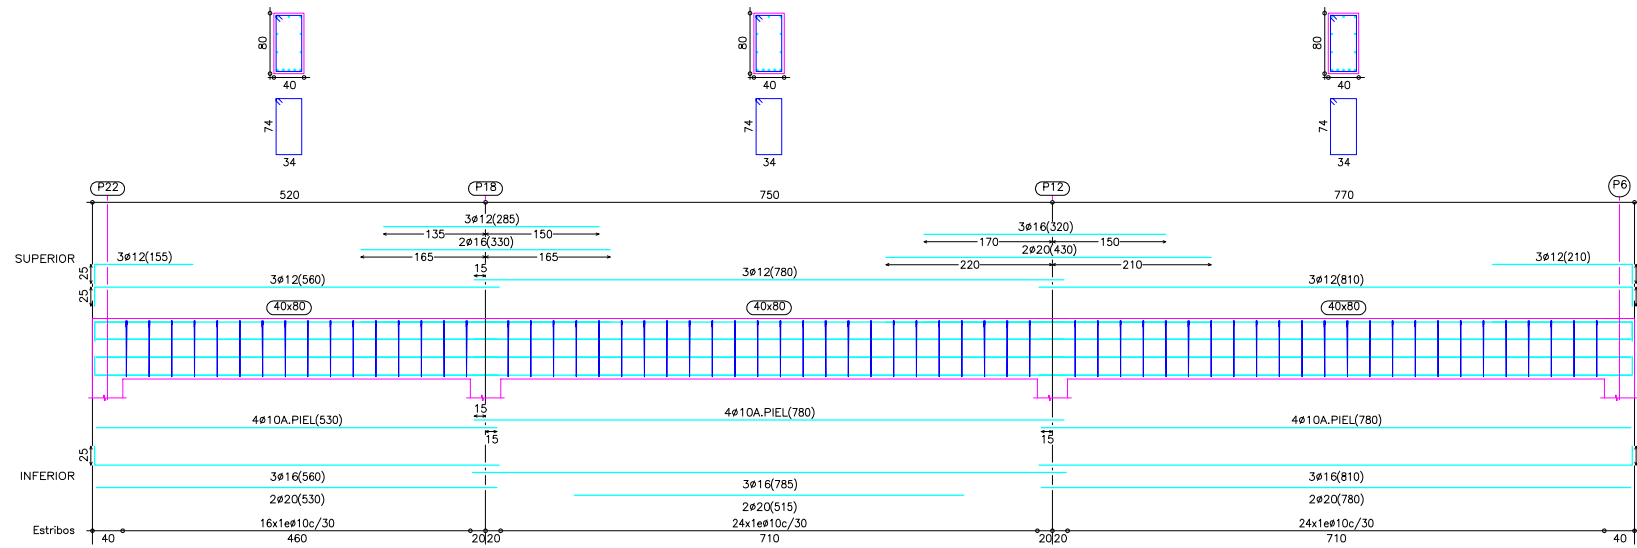 80 80 80
40 40 40
74 74 74
34 34 34
P22 P18 P12 P6
520 750 770
3ø12(285)
135 150
3ø16(320)
2ø16(330)
170 150
165 165
2ø20(430)
SUPERIOR
3ø12(155)
220 210
3ø12(210)
25
15
3ø12(780)
3ø12(560)
3ø12(810)
25
40x80 40x80 40x80
15
4ø10A.PIEL(530)
4ø10A.PIEL(780)
4ø10A.PIEL(780)
15 15
25
INFERIOR
3ø16(560)
3ø16(785)
3ø16(810)
2ø20(530)
2ø20(515)
2ø20(780)
Estribos
16x1eø10c/30 24x1eø10c/30 24x1eø10c/30
40 460 20 20 710 20 20 710 40